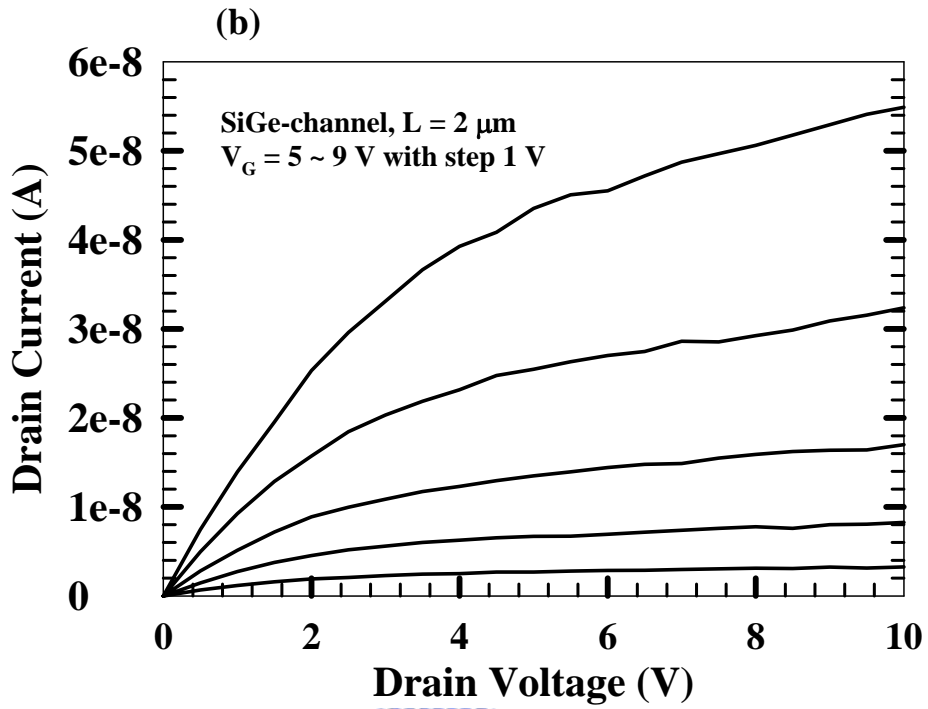 (b)
6e-8
5e-8
4e-8
3e-8
2e-8
1e-8
0
Drain Current (A)
SiGe-channel, L = 2 μm
V_G = 5 ~ 9 V with step 1 V
0 2 4 6 8 10
Drain Voltage (V)